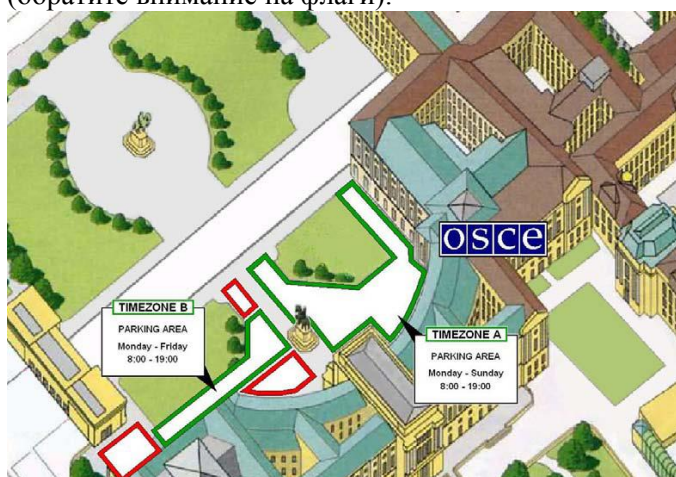 (обратите внимание на флаги):
OSCE
TIMEZONE B
PARKING AREA
Monday - Friday
8:00 - 19:00
TIMEZONE A
PARKING AREA
Monday - Sunday
8:00 - 19:00